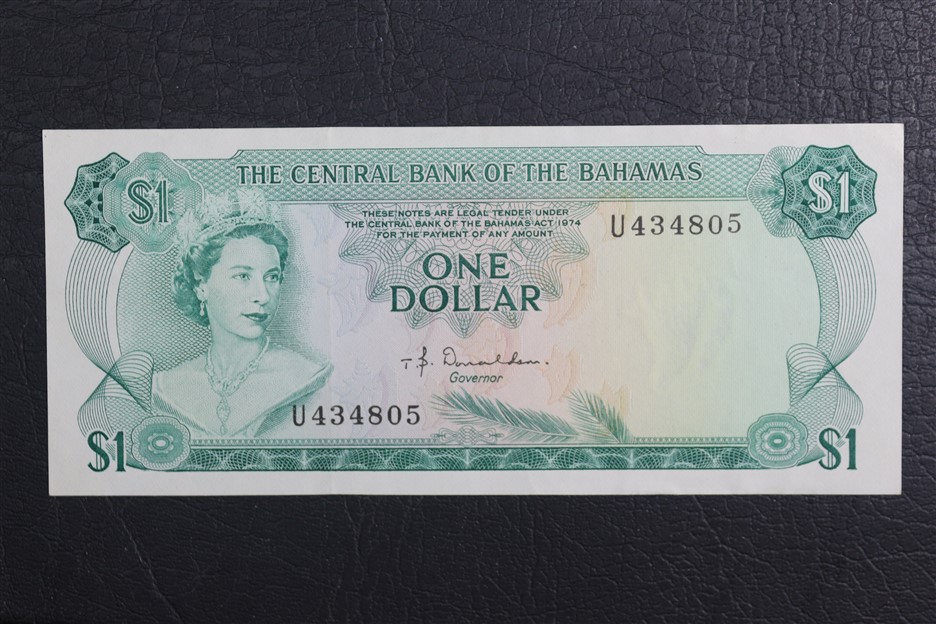 THE CENTRAL BANK OF THE BAHAMAS
$1
$1
THESE NOTES ARE LEGAL TENDER UNDER
THE CENTRAL BANK OF THE BAHAMAS ACT 1974
FOR THE PAYMENT OF ANY AMOUNT
U434805
ONE
DOLLAR
T. B. Donaldson.
Governor
U434805
$1
$1